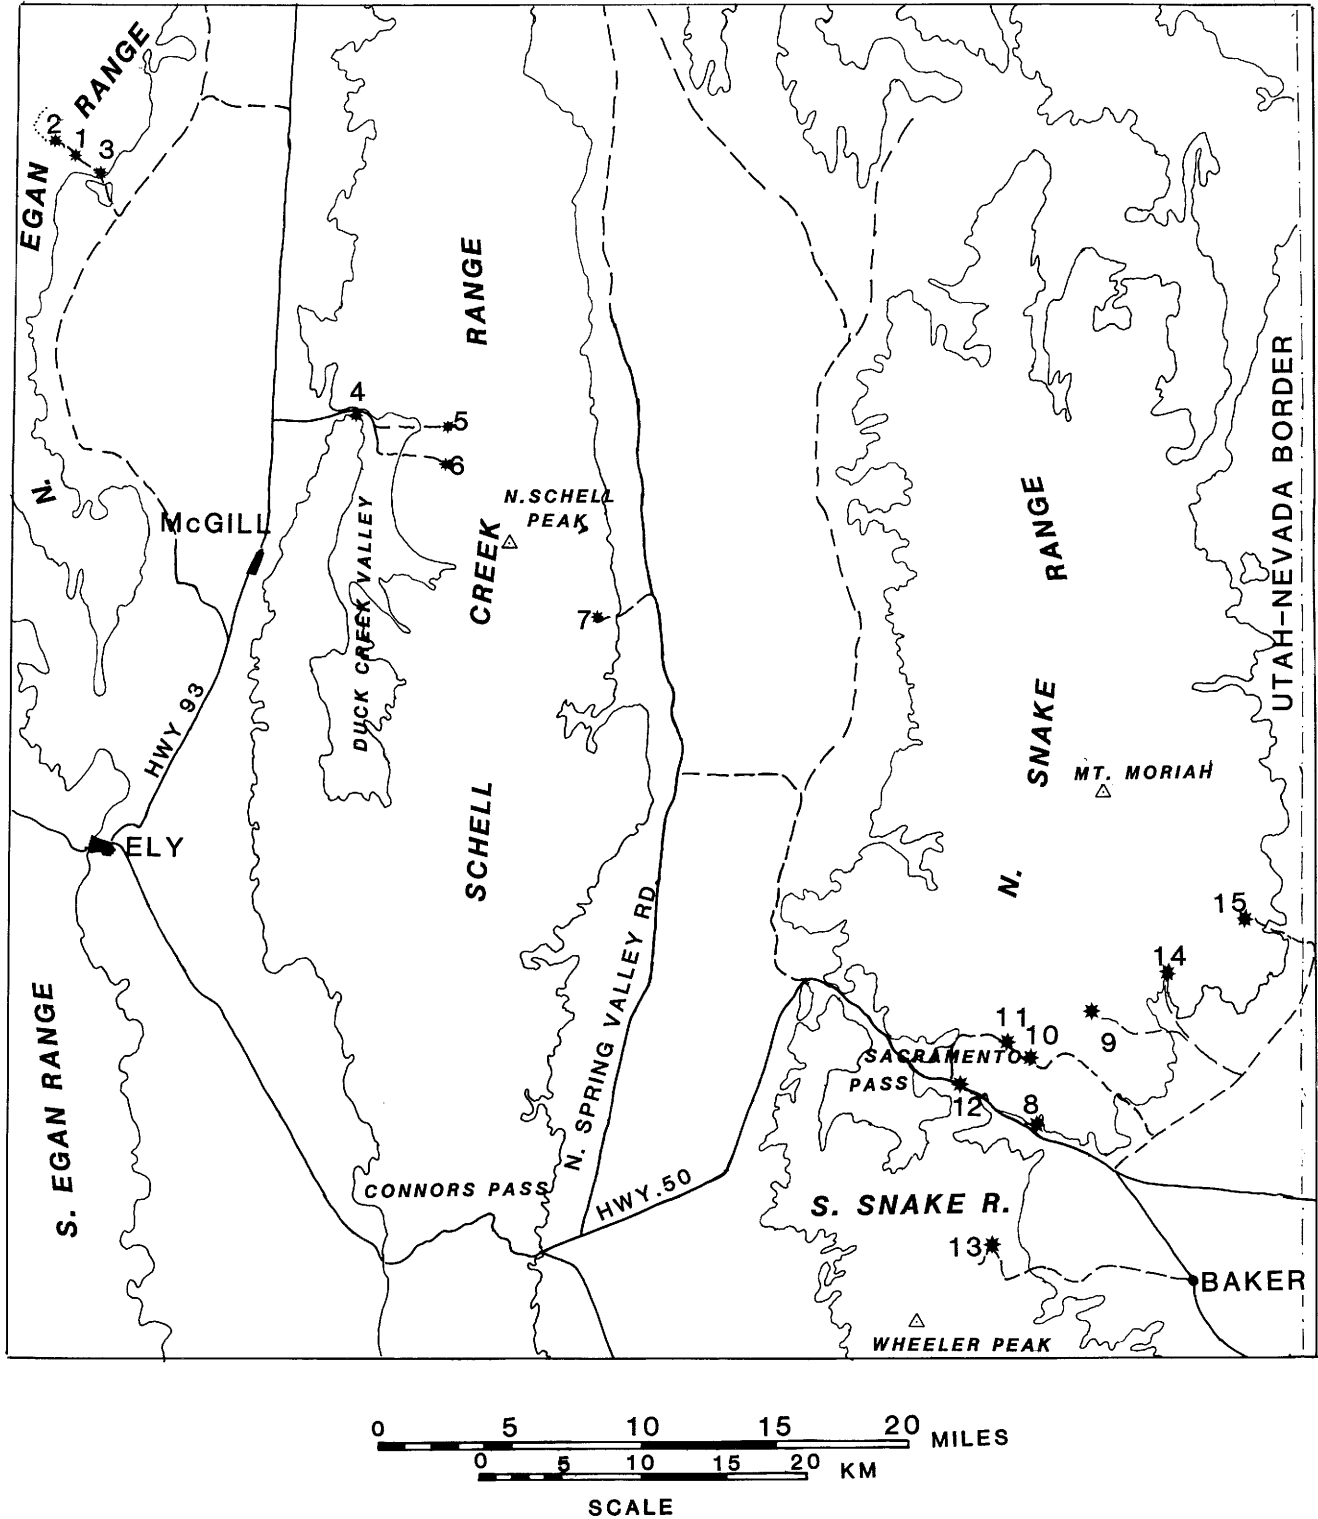 N. EGAN RANGE
2
1
3
4
5
6
N. SCHELL
PEAK
McGILL
DUCK CREEK VALLEY
SCHELL CREEK RANGE
7
HWY 93
ELY
N. SNAKE RANGE
UTAH-NEVADA BORDER
MT. MORIAH
15
14
11
10
9
SACRAMENTO
PASS
12
8
N. SPRING VALLEY RD.
S. EGAN RANGE
CONNORS PASS
HWY. 50
S. SNAKE R.
13
BAKER
WHEELER PEAK
0 5 10 15 20 MILES
0 5 10 15 20 KM
SCALE